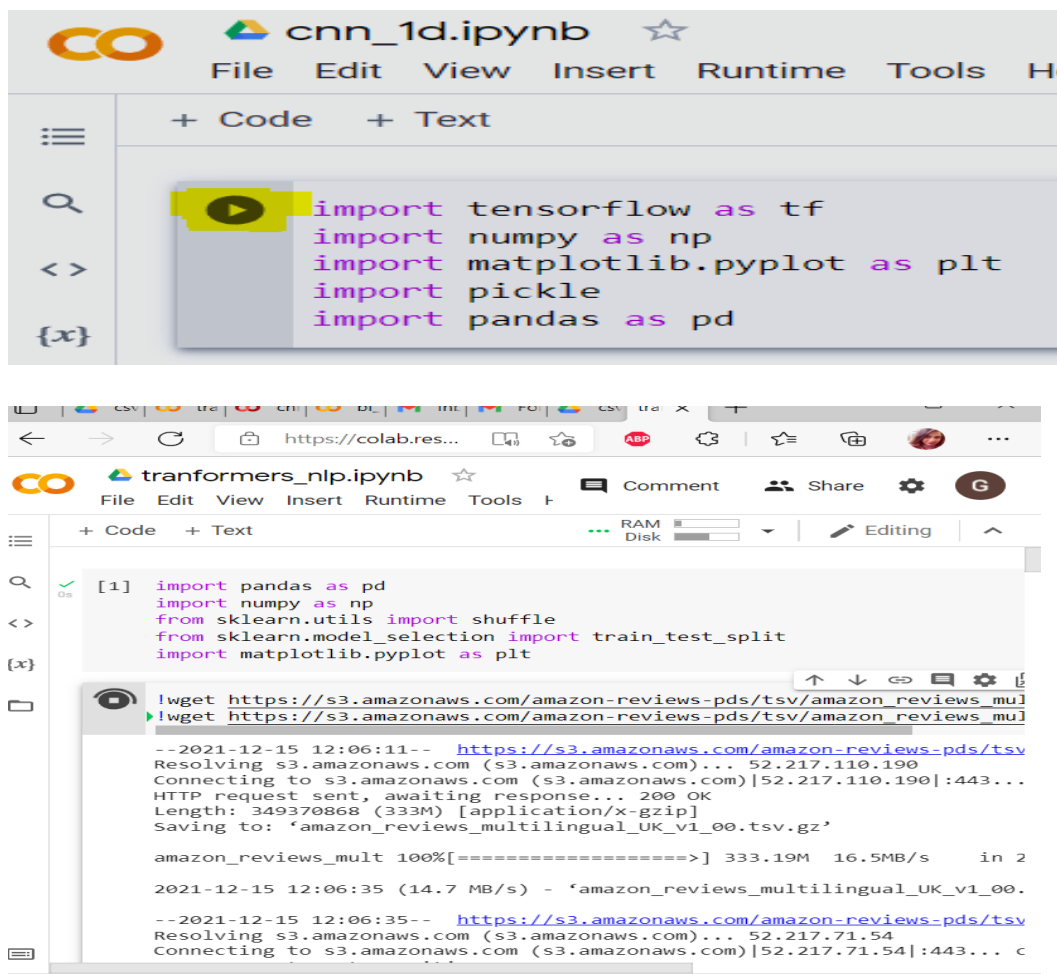 cnn_1d.ipynb
File Edit View Insert Runtime Tools
+ Code + Text
import tensorflow as tf
import numpy as np
import matplotlib.pyplot as plt
import pickle
import pandas as pd
< >
{x}
https://colab.res...
ABP
tranformers_nlp.ipynb
Comment Share G
File Edit View Insert Runtime Tools
+ Code + Text
RAM
Disk
Editing
[1] import pandas as pd
0s
import numpy as np
from sklearn.utils import shuffle
from sklearn.model_selection import train_test_split
import matplotlib.pyplot as plt
< >
{x}
!wget https://s3.amazonaws.com/amazon-reviews-pds/tsv/amazon_reviews_mul
!wget https://s3.amazonaws.com/amazon-reviews-pds/tsv/amazon_reviews_mul
--2021-12-15 12:06:11-- https://s3.amazonaws.com/amazon-reviews-pds/tsv
Resolving s3.amazonaws.com (s3.amazonaws.com)... 52.217.110.190
Connecting to s3.amazonaws.com (s3.amazonaws.com)|52.217.110.190|:443...
HTTP request sent, awaiting response... 200 OK
Length: 349370868 (333M) [application/x-gzip]
Saving to: ‘amazon_reviews_multilingual_UK_v1_00.tsv.gz’
amazon_reviews_mult 100%[===================>] 333.19M 16.5MB/s in 2
2021-12-15 12:06:35 (14.7 MB/s) - ‘amazon_reviews_multilingual_UK_v1_00.
--2021-12-15 12:06:35-- https://s3.amazonaws.com/amazon-reviews-pds/tsv
Resolving s3.amazonaws.com (s3.amazonaws.com)... 52.217.71.54
Connecting to s3.amazonaws.com (s3.amazonaws.com)|52.217.71.54|:443... c